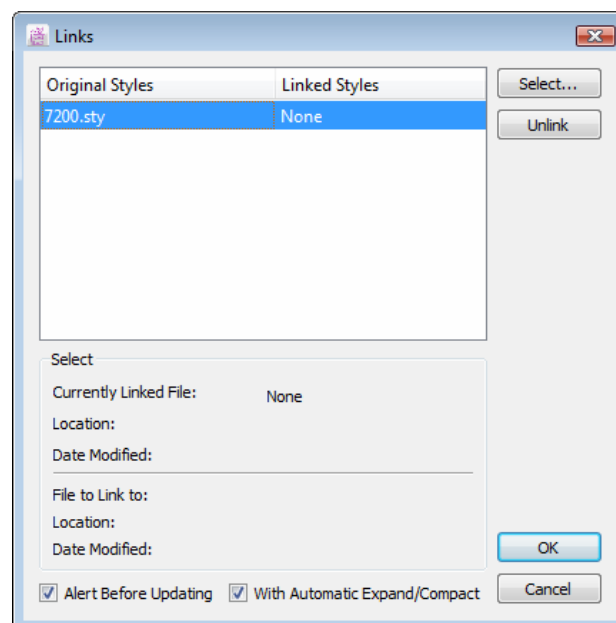 Links
Original Styles Linked Styles Select...
7200.sty None Unlink
Select
Currently Linked File: None
Location:
Date Modified:
File to Link to:
Location:
Date Modified:
OK
Alert Before Updating With Automatic Expand/Compact Cancel